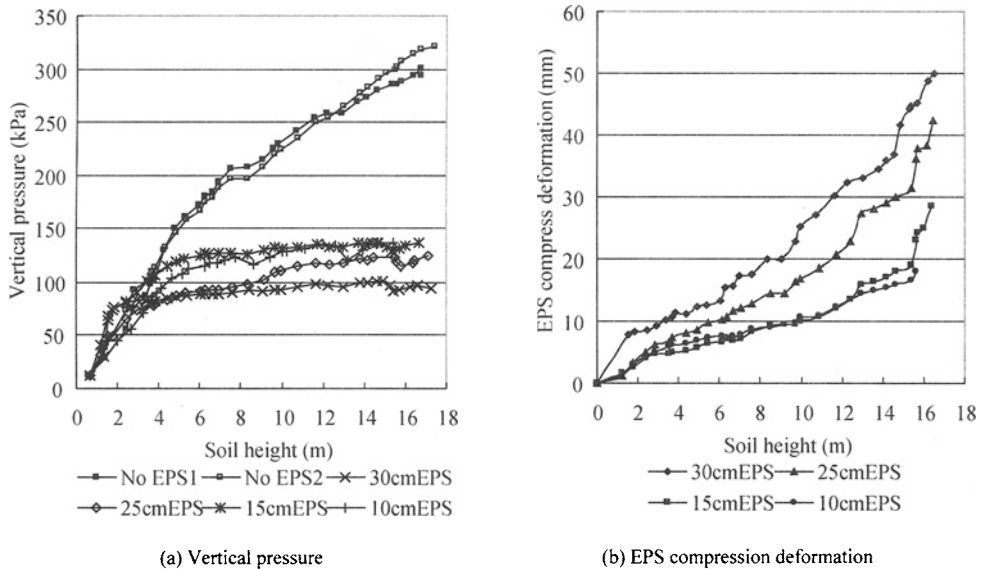 350
300
250
200
150
100
50
0
Vertical pressure (kPa)
0 2 4 6 8 10 12 14 16 18
Soil height (m)
No EPS1 No EPS2 30cmEPS
25cmEPS 15cmEPS 10cmEPS
(a) Vertical pressure
60
50
40
30
20
10
0
EPS compress deformation (mm)
0 2 4 6 8 10 12 14 16 18
Soil height (m)
30cmEPS 25cmEPS
15cmEPS 10cmEPS
(b) EPS compression deformation